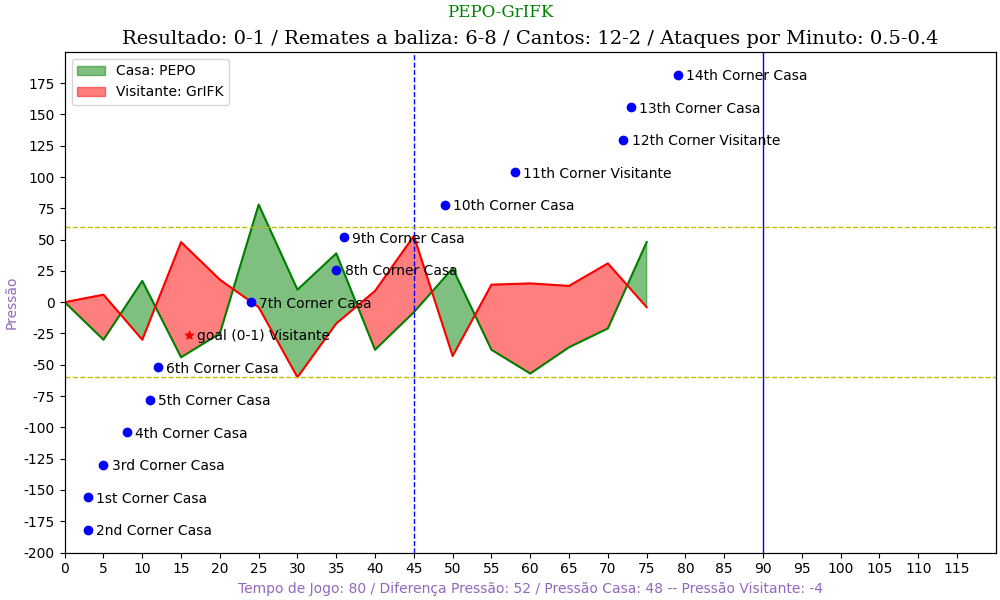 PEPO-GrIFK
Resultado: 0-1 / Remates a baliza: 6-8 / Cantos: 12-2 / Ataques por Minuto: 0.5-0.4
Casa: PEPO
Visitante: GrIFK
Pressão
175
150
125
100
75
50
25
0
-25
-50
-75
-100
-125
-150
-175
-200
14th Corner Casa
13th Corner Casa
12th Corner Visitante
11th Corner Visitante
10th Corner Casa
9th Corner Casa
8th Corner Casa
7th Corner Casa
goal (0-1) Visitante
6th Corner Casa
5th Corner Casa
4th Corner Casa
3rd Corner Casa
1st Corner Casa
2nd Corner Casa
0 5 10 15 20 25 30 35 40 45 50 55 60 65 70 75 80 85 90 95 100 105 110 115
Tempo de Jogo: 80 / Diferença Pressão: 52 / Pressão Casa: 48 -- Pressão Visitante: -4